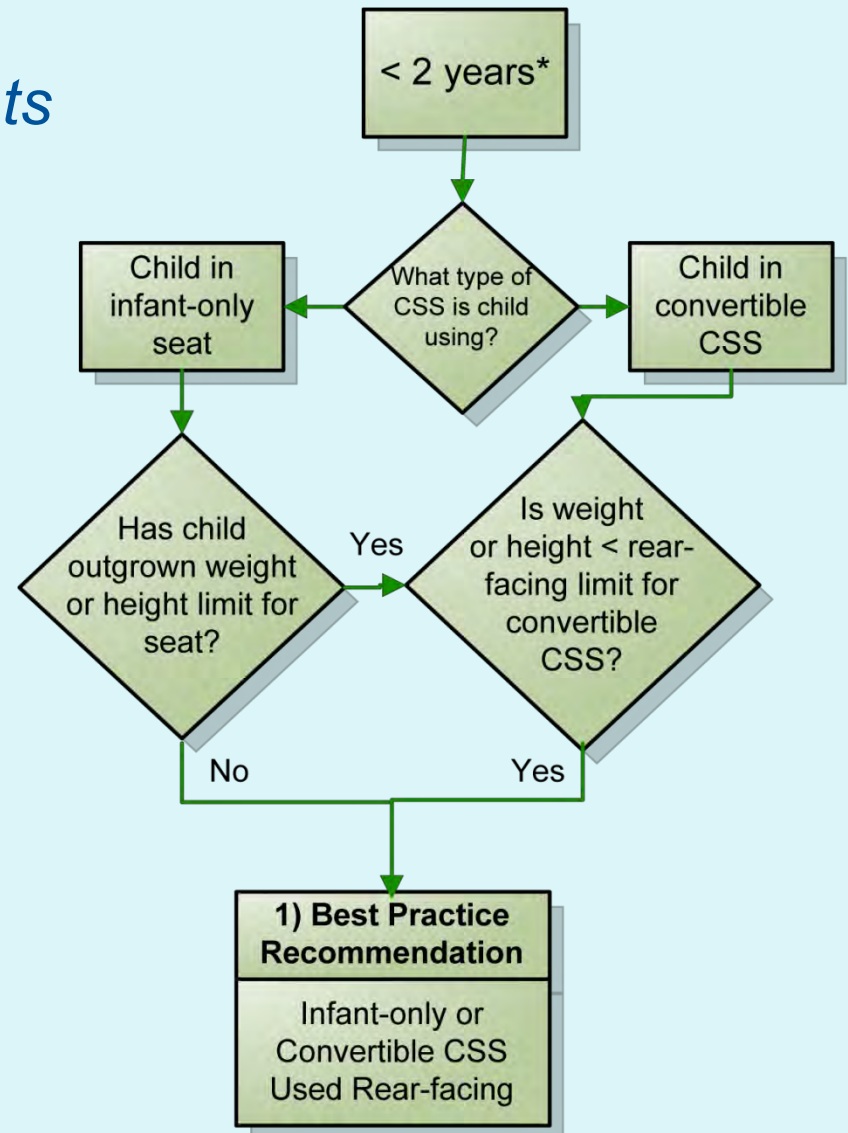 ts
< 2 years*
What type of
CSS is child
using?
Child in
infant-only
seat
Child in
convertible
CSS
Has child
outgrown weight
or height limit for
seat?
Yes
Is weight
or height < rear-
facing limit for
convertible
CSS?
No
Yes
1) Best Practice
Recommendation
Infant-only or
Convertible CSS
Used Rear-facing